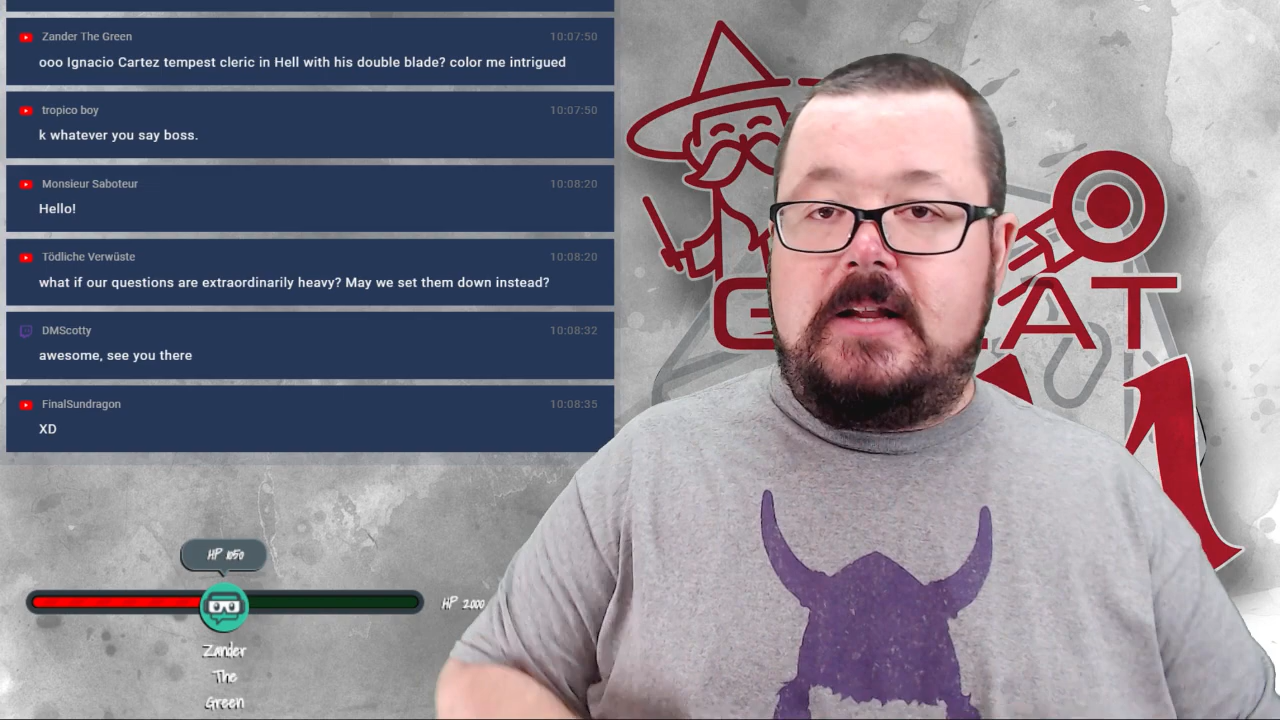 Zander The Green 10:07:50
ooo Ignacio Cartez tempest cleric in Hell with his double blade? color me intrigued
tropico boy 10:07:50
k whatever you say boss.
Monsieur Saboteur 10:08:20
Hello!
Tödliche Verwüste 10:08:20
what if our questions are extraordinarily heavy? May we set them down instead?
DMScotty 10:08:32
awesome, see you there
FinalSundragon 10:08:35
XD
HP 1050
HP 2000
Zander
The
Green